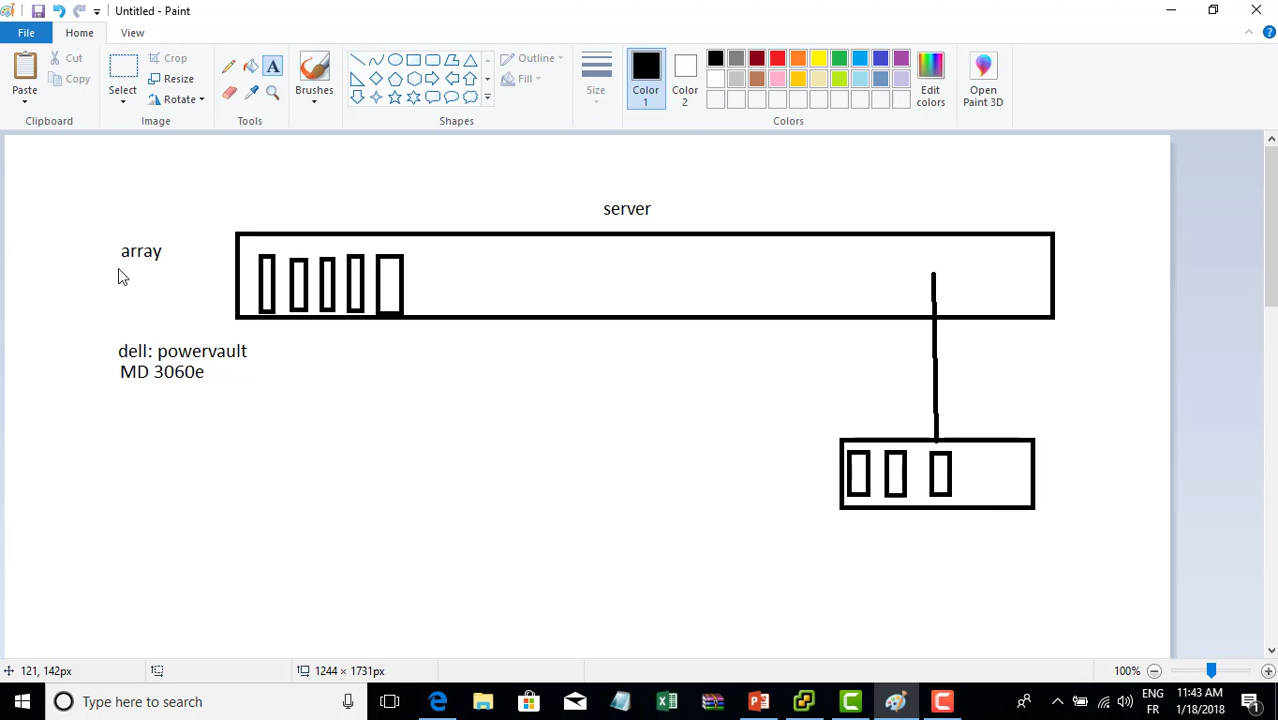 Untitled - Paint
File
Home
View
Paste
Cut
Copy
Clipboard
Select
Crop
Resize
Rotate
Image
A
Tools
Brushes
Shapes
Outline
Fill
Size
Color 1
Color 2
Colors
Edit colors
Open Paint 3D
server
array
dell: powervault
MD 3060e
121, 142px
1244 × 1731px
100%
Type here to search
ENG
FR
11:43 AM
1/18/2018
1